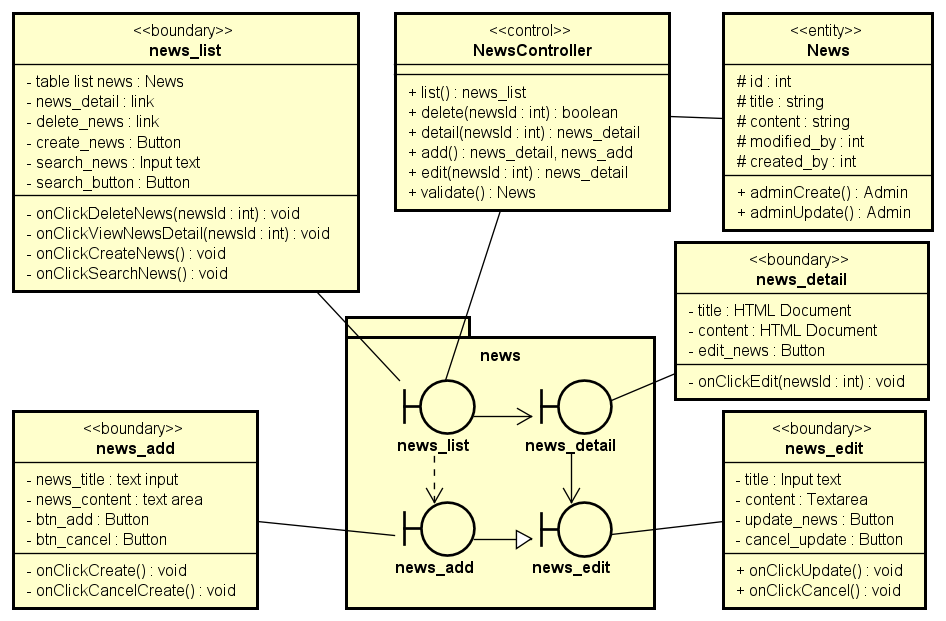 <<boundary>>
news_list
- table list news : News
- news_detail : link
- delete_news : link
- create_news : Button
- search_news : Input text
- search_button : Button
- onClickDeleteNews(newsId : int) : void
- onClickViewNewsDetail(newsId : int) : void
- onClickCreateNews() : void
- onClickSearchNews() : void
<<control>>
NewsController
+ list() : news_list
+ delete(newsId : int) : boolean
+ detail(newsId : int) : news_detail
+ add() : news_detail, news_add
+ edit(newsId : int) : news_detail
+ validate() : News
<<entity>>
News
# id : int
# title : string
# content : string
# modified_by : int
# created_by : int
+ adminCreate() : Admin
+ adminUpdate() : Admin
<<boundary>>
news_detail
- title : HTML Document
- content : HTML Document
- edit_news : Button
- onClickEdit(newsId : int) : void
news
news_list
news_detail
news_add
news_edit
<<boundary>>
news_add
- news_title : text input
- news_content : text area
- btn_add : Button
- btn_cancel : Button
- onClickCreate() : void
- onClickCancelCreate() : void
<<boundary>>
news_edit
- title : Input text
- content : Textarea
- update_news : Button
- cancel_update : Button
+ onClickUpdate() : void
+ onClickCancel() : void